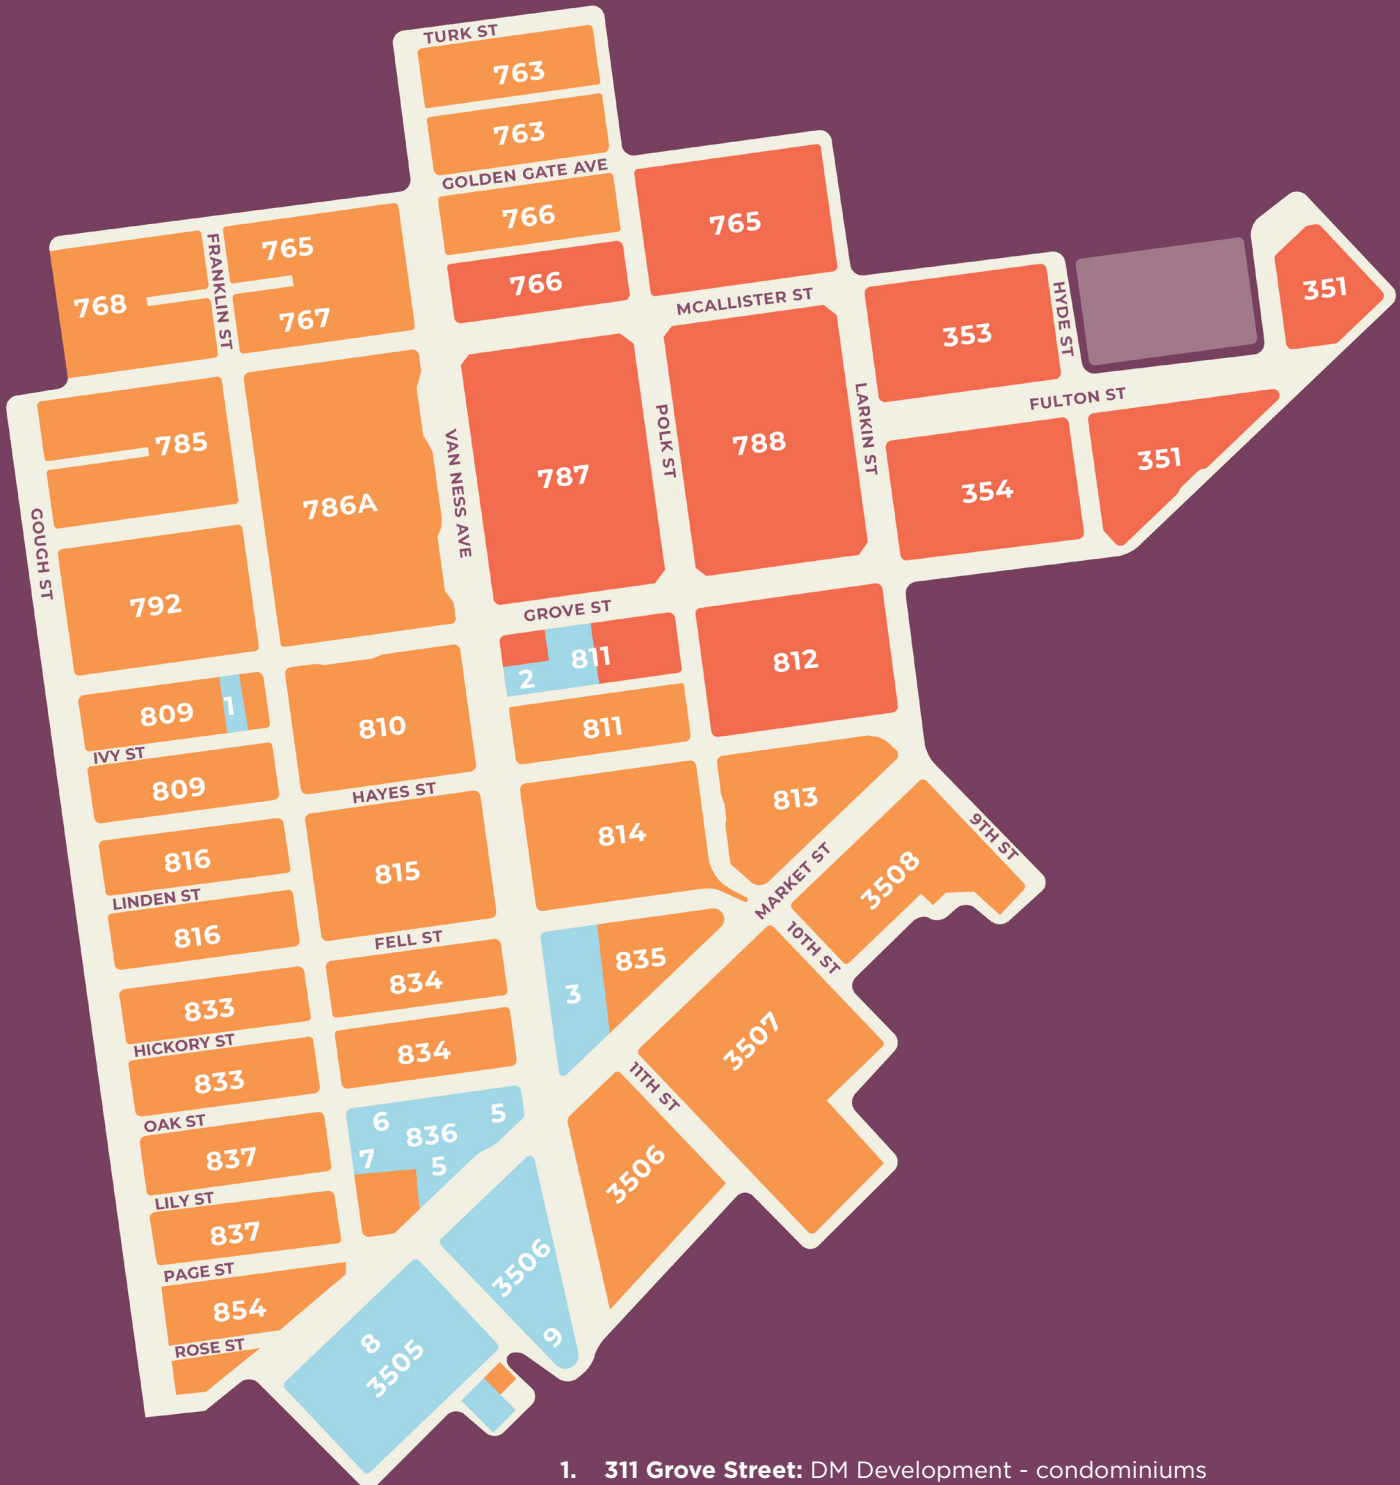 TURK ST
763
763
GOLDEN GATE AVE
766
765
766
FRANKLIN ST
765
768
767
MCALLISTER ST
353
HYDE ST
351
FULTON ST
785
786A
VAN NESS AVE
787
POLK ST
788
LARKIN ST
354
351
GOUGH ST
792
GROVE ST
811
2
812
809
1
810
811
IVY ST
809
HAYES ST
814
813
9TH ST
816
815
MARKET ST
3508
LINDEN ST
816
FELL ST
835
10TH ST
833
834
3
HICKORY ST
834
3507
833
11TH ST
OAK ST
6
836
5
7
5
837
3506
LILY ST
837
3506
PAGE ST
854
9
ROSE ST
8
3505
1. 311 Grove Street: DM Development - condominiums